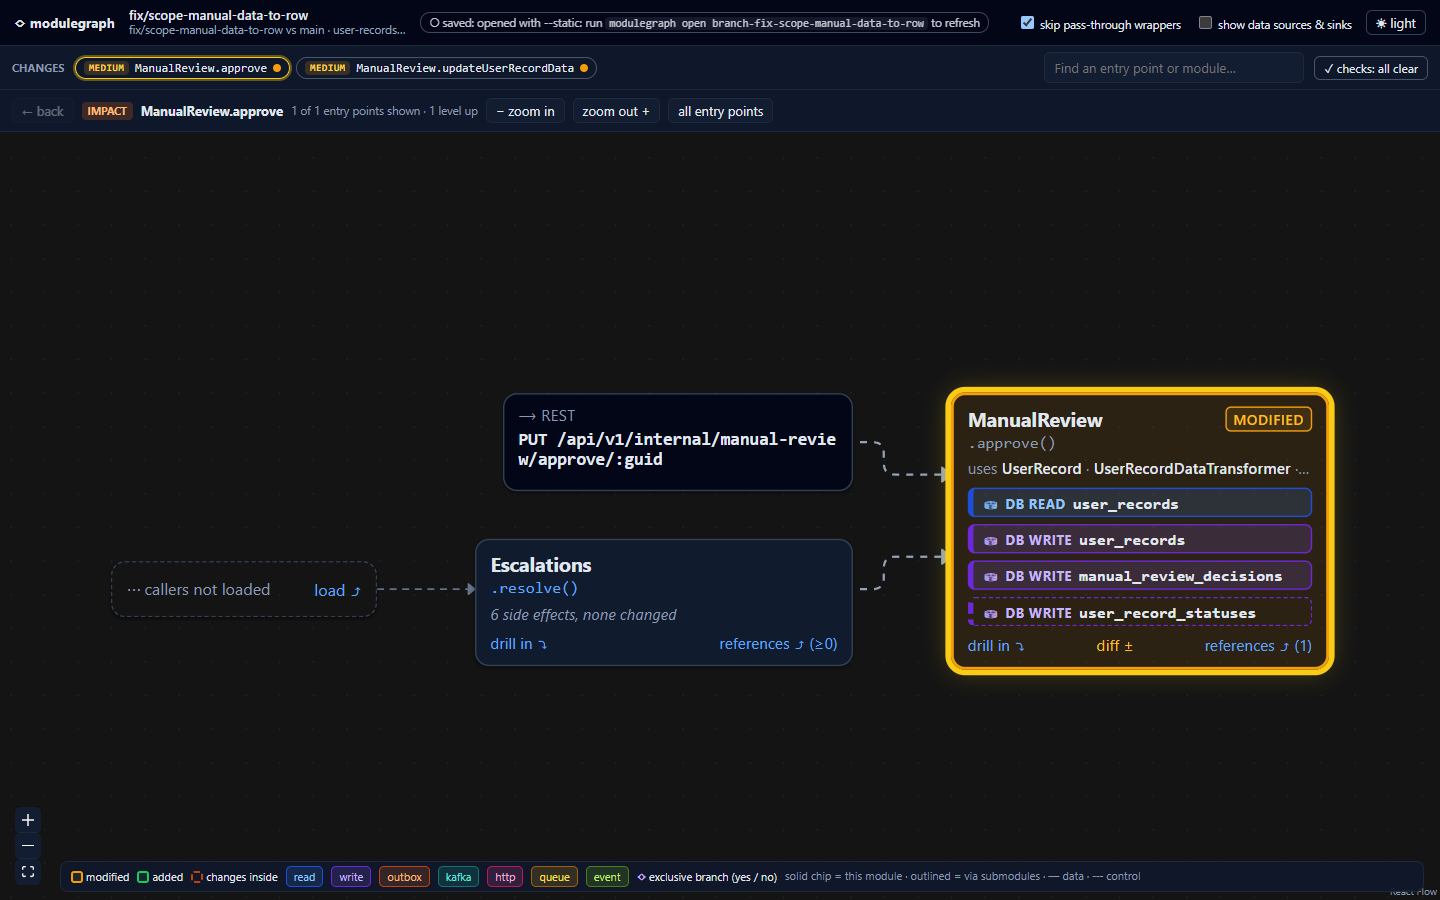 modulegraph
fix/scope-manual-data-to-row
fix/scope-manual-data-to-row vs main · user-records...
saved: opened with --static: run modulegraph open branch-fix-scope-manual-data-to-row to refresh
skip pass-through wrappers
show data sources & sinks
☀ light
CHANGES
MEDIUM ManualReview.approve
MEDIUM ManualReview.updateUserRecordData
Find an entry point or module...
✓ checks: all clear
← back
IMPACT
ManualReview.approve
1 of 1 entry points shown · 1 level up
− zoom in
zoom out +
all entry points
→ REST
PUT /api/v1/internal/manual-revie
w/approve/:guid
ManualReview
MODIFIED
.approve()
uses UserRecord · UserRecordDataTransformer ·...
DB READ user_records
DB WRITE user_records
DB WRITE manual_review_decisions
DB WRITE user_record_statuses
drill in ⤵
diff ±
references ⤴ (1)
Escalations
.resolve()
6 side effects, none changed
drill in ⤵
references ⤴ (≥0)
··· callers not loaded
load ⤴
modified
added
changes inside
read
write
outbox
kafka
http
queue
event
exclusive branch (yes / no)
solid chip = this module · outlined = via submodules · — data · --- control
React Flow